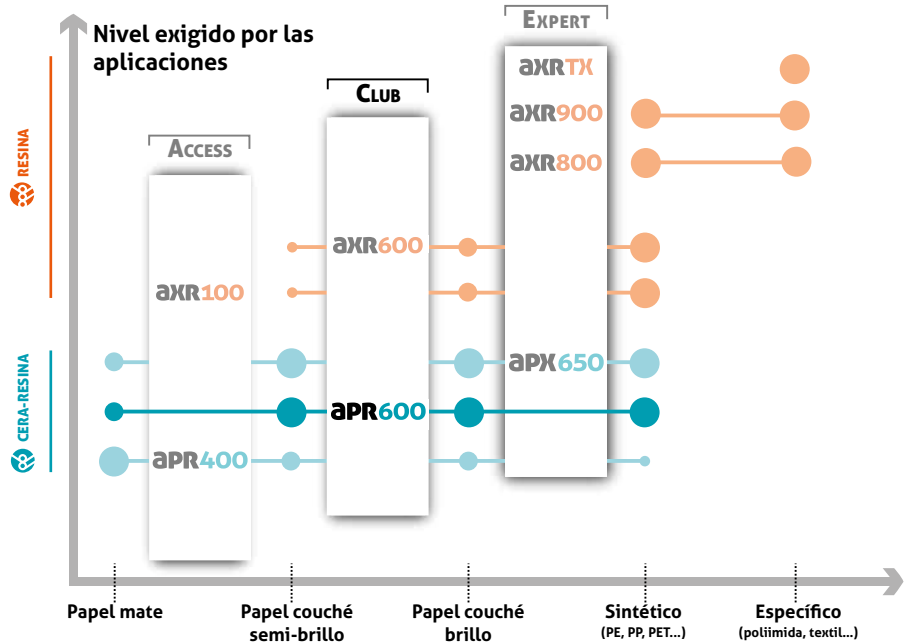 Nivel exigido por las
aplicaciones
EXPERT
CLUB
ACCESS
RESINA
CERA-RESINA
aXRTX
aXR900
aXR800
aXR600
aXR100
aPX650
aPR600
aPR400
Papel mate
Papel couché
semi-brillo
Papel couché
brillo
Sintético
(PE, PP, PET...)
Específico
(poliimida, textil...)